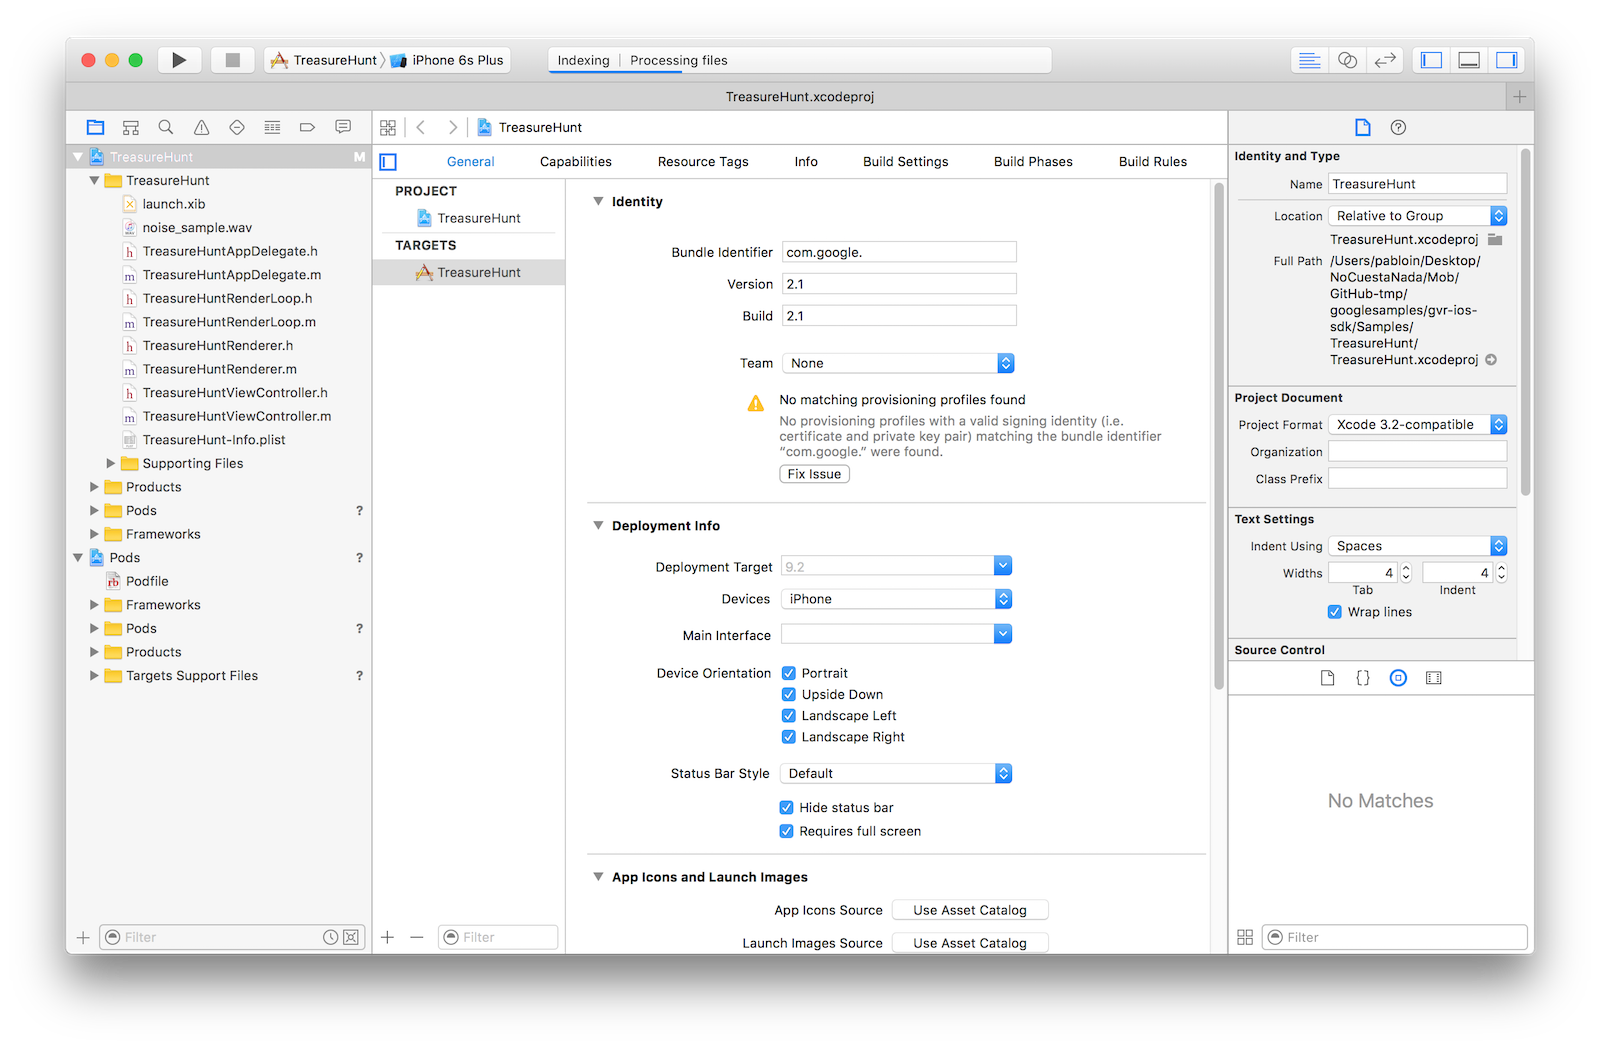 TreasureHunt
iPhone 6s Plus
Indexing
Processing files
TreasureHunt.xcodeproj
TreasureHunt
M
TreasureHunt
launch.xib
noise_sample.wav
TreasureHuntAppDelegate.h
TreasureHuntAppDelegate.m
TreasureHuntRenderLoop.h
TreasureHuntRenderLoop.m
TreasureHuntRenderer.h
TreasureHuntRenderer.m
TreasureHuntViewController.h
TreasureHuntViewController.m
TreasureHunt-Info.plist
Supporting Files
Products
Pods ?
Frameworks
Pods ?
Podfile
Frameworks
Pods ?
Products
Targets Support Files ?
Filter
TreasureHunt
General Capabilities Resource Tags Info Build Settings Build Phases Build Rules
PROJECT
TreasureHunt
TARGETS
TreasureHunt
Filter
Identity
Bundle Identifier com.google.
Version 2.1
Build 2.1
Team None
No matching provisioning profiles found
No provisioning profiles with a valid signing identity (i.e.
certificate and private key pair) matching the bundle identifier
“com.google.” were found.
Fix Issue
Deployment Info
Deployment Target 9.2
Devices iPhone
Main Interface
Device Orientation Portrait
Upside Down
Landscape Left
Landscape Right
Status Bar Style Default
Hide status bar
Requires full screen
App Icons and Launch Images
App Icons Source Use Asset Catalog
Launch Images Source Use Asset Catalog
Identity and Type
Name TreasureHunt
Location Relative to Group
TreasureHunt.xcodeproj
Full Path /Users/pabloin/Desktop/
NoCuestaNada/Mob/
GitHub-tmp/
googlesamples/gvr-ios-
sdk/Samples/
TreasureHunt/
TreasureHunt.xcodeproj
Project Document
Project Format Xcode 3.2-compatible
Organization
Class Prefix
Text Settings
Indent Using Spaces
Widths 4 4
Tab Indent
Wrap lines
Source Control
No Matches
Filter